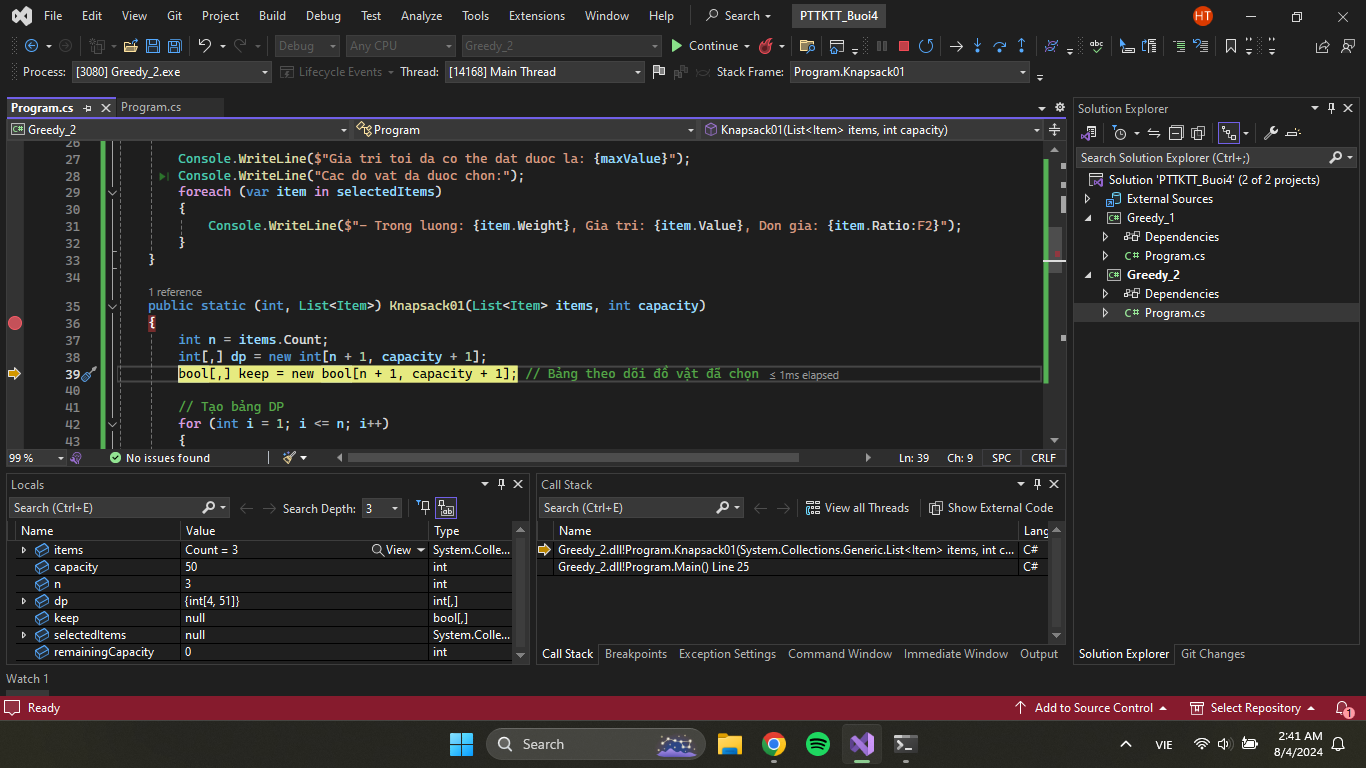 File Edit View Git Project Build Debug Test Analyze Tools Extensions Window Help Search PTTKTT_Buoi4 HT
Debug Any CPU Greedy_2 Continue
Process: [3080] Greedy_2.exe Lifecycle Events Thread: [14168] Main Thread Stack Frame: Program.Knapsack01
Program.cs Program.cs
C# Greedy_2 Program Knapsack01(List<Item> items, int capacity)
26
27 Console.WriteLine($"Gia tri toi da co the dat duoc la: {maxValue}");
28 Console.WriteLine("Cac do vat da duoc chon:");
29 foreach (var item in selectedItems)
30 {
31 Console.WriteLine($"- Trong luong: {item.Weight}, Gia tri: {item.Value}, Don gia: {item.Ratio:F2}");
32 }
33 }
34
1 reference
35 public static (int, List<Item>) Knapsack01(List<Item> items, int capacity)
36 {
37 int n = items.Count;
38 int[,] dp = new int[n + 1, capacity + 1];
39 bool[,] keep = new bool[n + 1, capacity + 1]; // Bảng theo dõi đồ vật đã chọn ≤ 1ms elapsed
40
41 // Tạo bảng DP
42 for (int i = 1; i <= n; i++)
43 {
99 % No issues found Ln: 39 Ch: 9 SPC CRLF
Locals
Search (Ctrl+E) Search Depth: 3
Name Value Type
items Count = 3 View System.Colle...
capacity 50 int
n 3 int
dp {int[4, 51]} int[,]
keep null bool[,]
selectedItems null System.Colle...
remainingCapacity 0 int
Call Stack
Search (Ctrl+E) View all Threads Show External Code
Name Lang
Greedy_2.dll!Program.Knapsack01(System.Collections.Generic.List<Item> items, int c... C#
Greedy_2.dll!Program.Main() Line 25 C#
Call Stack Breakpoints Exception Settings Command Window Immediate Window Output
Solution Explorer
Search Solution Explorer (Ctrl+;)
Solution 'PTTKTT_Buoi4' (2 of 2 projects)
External Sources
Greedy_1
Dependencies
C# Program.cs
Greedy_2
Dependencies
C# Program.cs
Solution Explorer Git Changes
Watch 1
Ready Add to Source Control Select Repository 1
Search VIE 2:41 AM
8/4/2024